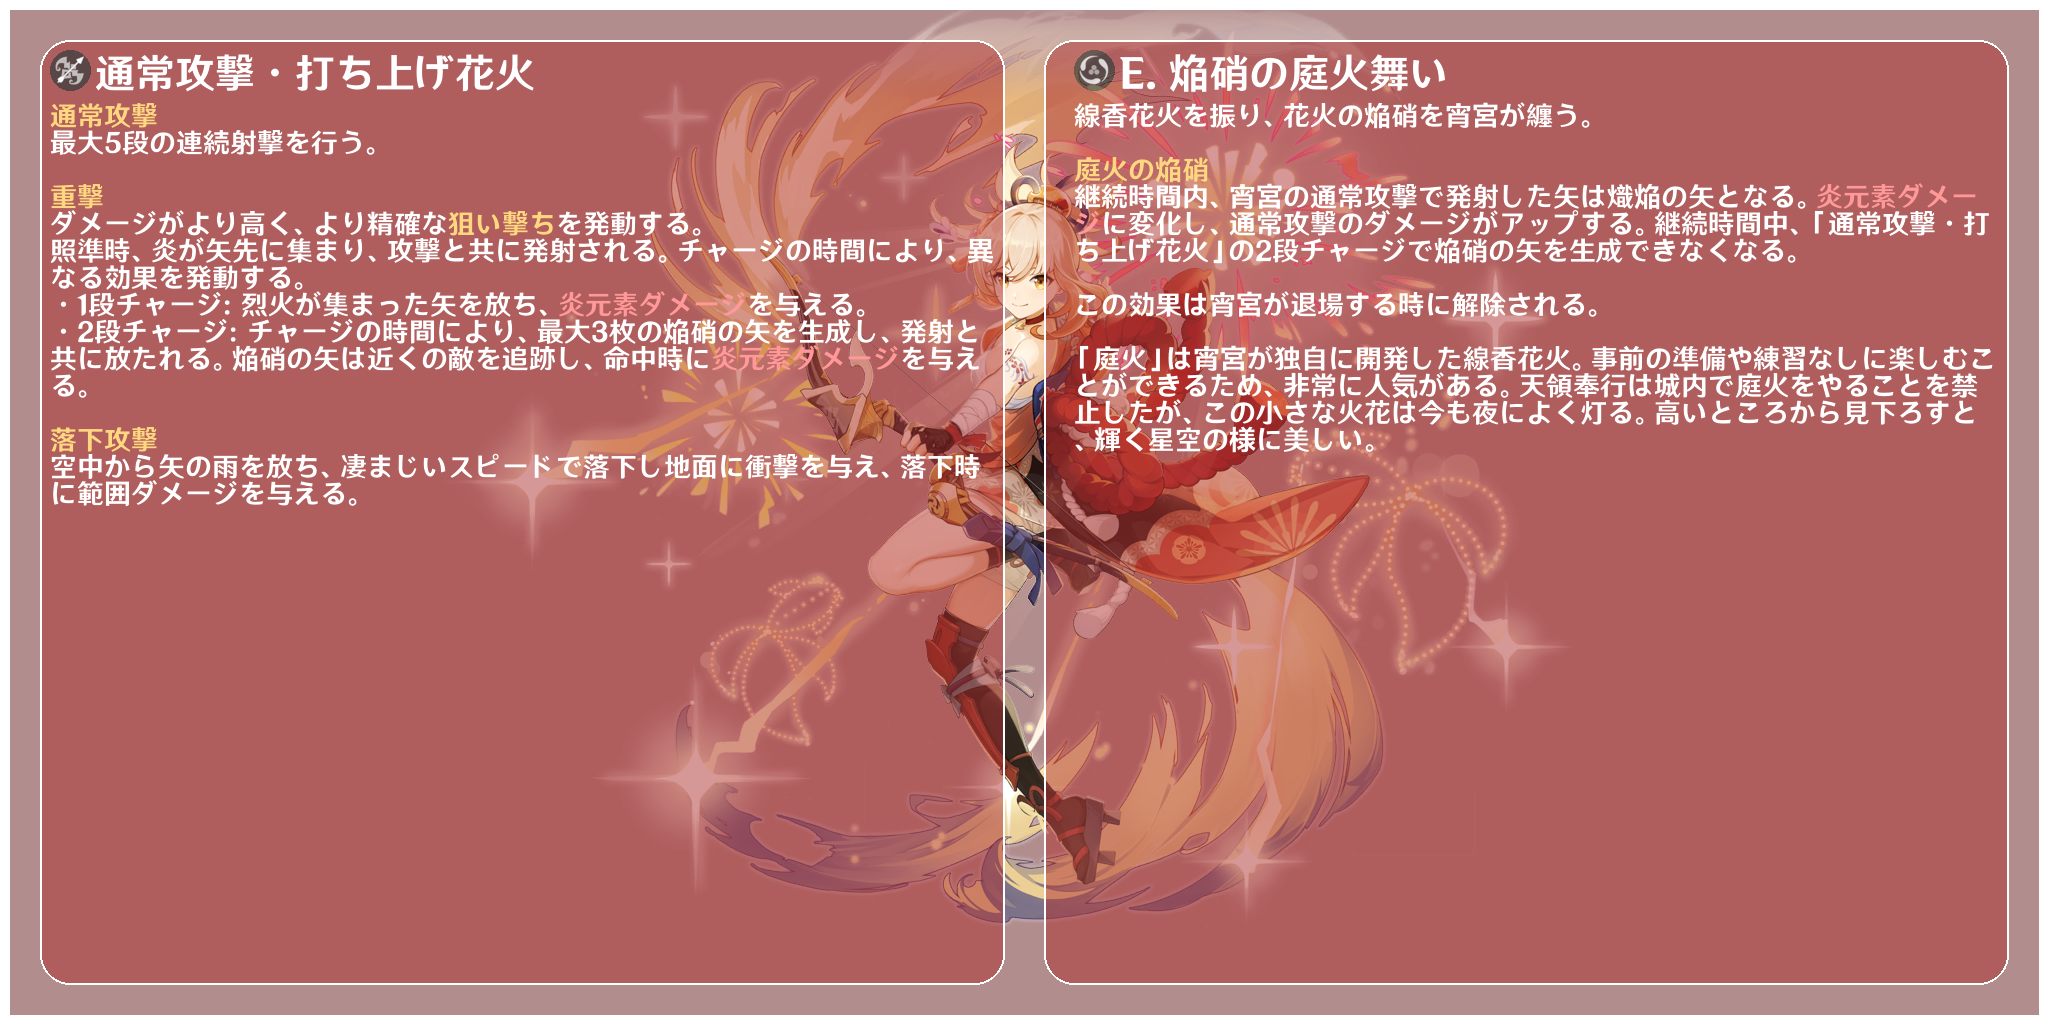 通常攻撃・打ち上げ花火
通常攻撃
最大5段の連続射撃を行う。
重撃
ダメージがより高く、より精確な狙い撃ちを発動する。
照準時、炎が矢先に集まり、攻撃と共に発射される。チャージの時間により、異
なる効果を発動する。
・1段チャージ: 烈火が集まった矢を放ち、炎元素ダメージを与える。
・2段チャージ: チャージの時間により、最大3枚の焔硝の矢を生成し、発射と
共に放たれる。焔硝の矢は近くの敵を追跡し、命中時に炎元素ダメージを与え
る。
落下攻撃
空中から矢の雨を放ち、凄まじいスピードで落下し地面に衝撃を与え、落下時
に範囲ダメージを与える。
E. 焔硝の庭火舞い
線香花火を振り、花火の焔硝を宵宮が纏う。
庭火の焔硝
継続時間内、宵宮の通常攻撃で発射した矢は熾焔の矢となる。炎元素ダメー
ジに変化し、通常攻撃のダメージがアップする。継続時間中、「通常攻撃・打
ち上げ花火」の2段チャージで焔硝の矢を生成できなくなる。
この効果は宵宮が退場する時に解除される。
「庭火」は宵宮が独自に開発した線香花火。事前の準備や練習なしに楽しむこ
とができるため、非常に人気がある。天領奉行は城内で庭火をやることを禁
止したが、この小さな火花は今も夜によく灯る。高いところから見下ろすと
、輝く星空の様に美しい。